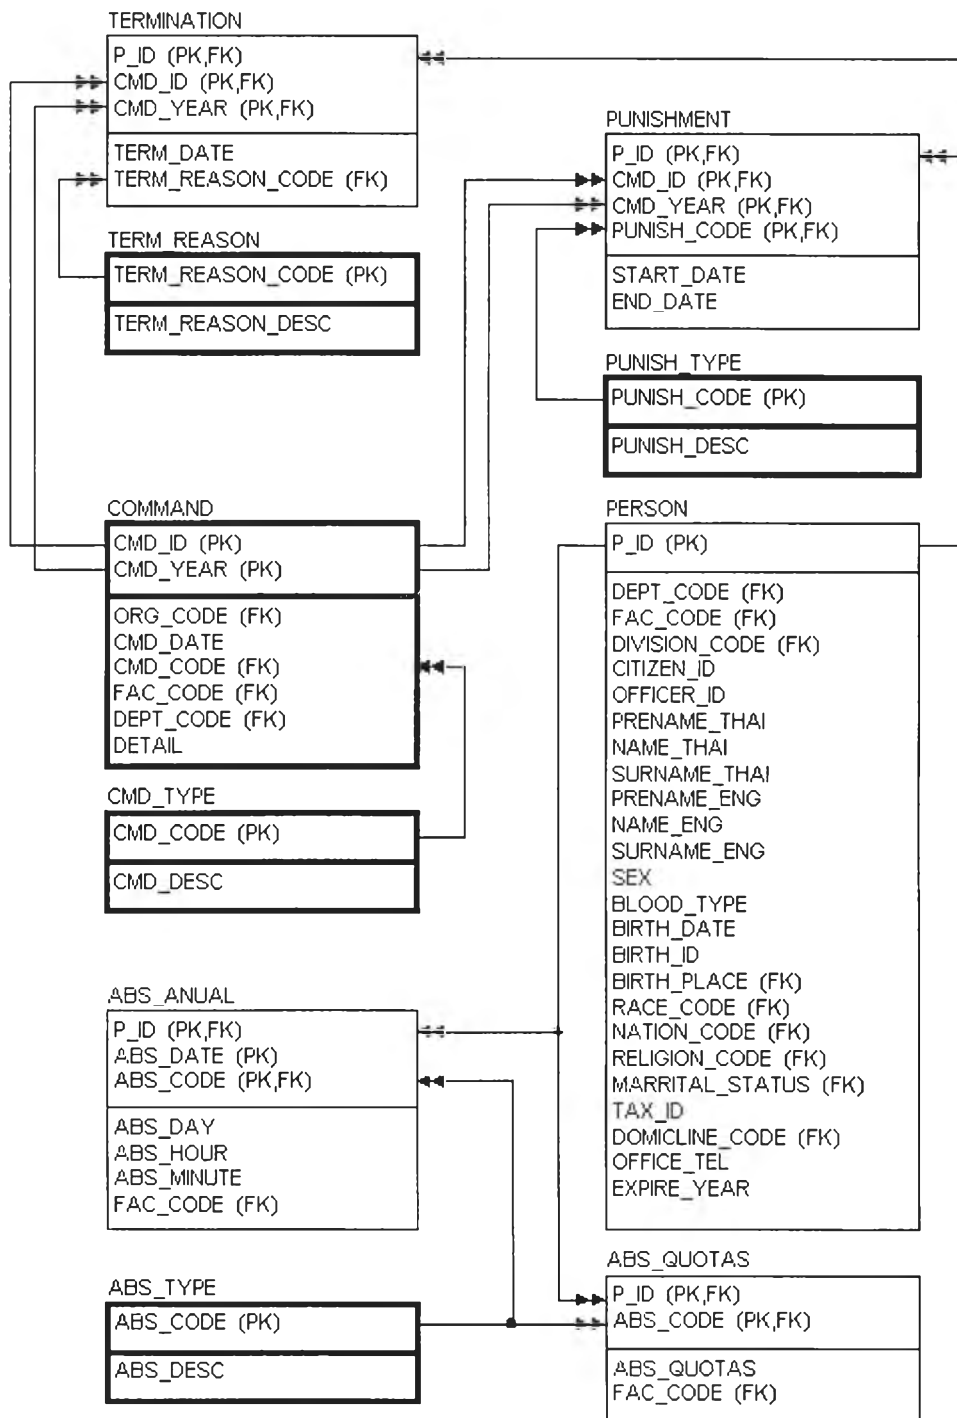 TERMINATION
P_ID (PK,FK)
CMD_ID (PK,FK)
CMD_YEAR (PK,FK)
TERM_DATE
TERM_REASON_CODE (FK)
TERM_REASON
TERM_REASON_CODE (PK)
TERM_REASON_DESC
PUNISHMENT
P_ID (PK,FK)
CMD_ID (PK,FK)
CMD_YEAR (PK,FK)
PUNISH_CODE (PK,FK)
START_DATE
END_DATE
PUNISH_TYPE
PUNISH_CODE (PK)
PUNISH_DESC
COMMAND
CMD_ID (PK)
CMD_YEAR (PK)
ORG_CODE (FK)
CMD_DATE
CMD_CODE (FK)
FAC_CODE (FK)
DEPT_CODE (FK)
DETAIL
CMD_TYPE
CMD_CODE (PK)
CMD_DESC
PERSON
P_ID (PK)
DEPT_CODE (FK)
FAC_CODE (FK)
DIVISION_CODE (FK)
CITIZEN_ID
OFFICER_ID
PRENAME_THAI
NAME_THAI
SURNAME_THAI
PRENAME_ENG
NAME_ENG
SURNAME_ENG
SEX
BLOOD_TYPE
BIRTH_DATE
BIRTH_ID
BIRTH_PLACE (FK)
RACE_CODE (FK)
NATION_CODE (FK)
RELIGION_CODE (FK)
MARRITAL_STATUS (FK)
TAX_ID
DOMICLINE_CODE (FK)
OFFICE_TEL
EXPIRE_YEAR
ABS_ANUAL
P_ID (PK,FK)
ABS_DATE (PK)
ABS_CODE (PK,FK)
ABS_DAY
ABS_HOUR
ABS_MINUTE
FAC_CODE (FK)
ABS_TYPE
ABS_CODE (PK)
ABS_DESC
ABS_QUOTAS
P_ID (PK,FK)
ABS_CODE (PK,FK)
ABS_QUOTAS
FAC_CODE (FK)